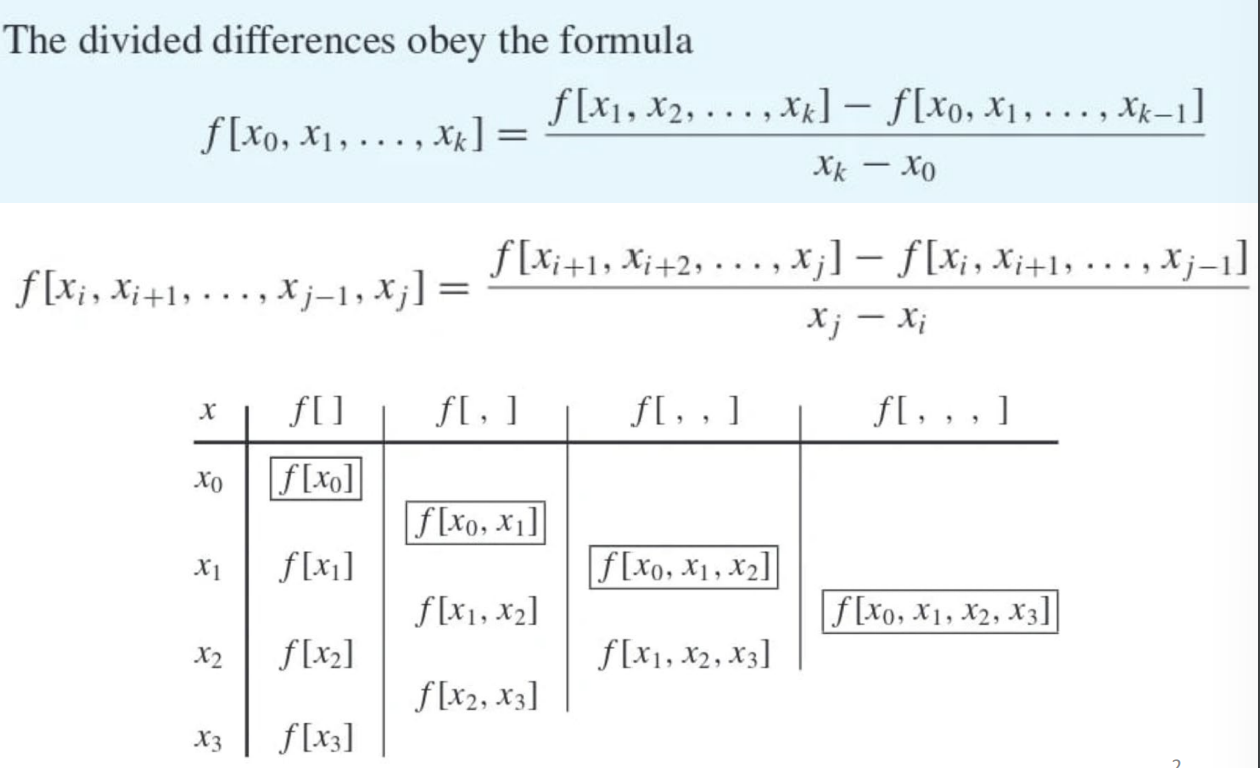 The divided differences obey the formula
f[x₀, x₁, . . . , xₖ] = (f[x₁, x₂, . . . , xₖ] − f[x₀, x₁, . . . , xₖ₋₁]) / (xₖ − x₀)
f[xᵢ, xᵢ₊₁, . . . , xⱼ₋₁, xⱼ] = (f[xᵢ₊₁, xᵢ₊₂, . . . , xⱼ] − f[xᵢ, xᵢ₊₁, . . . , xⱼ₋₁]) / (xⱼ − xᵢ)
x f[ ] f[ , ] f[ , , ] f[ , , , ]
x₀ f[x₀]
f[x₀, x₁]
x₁ f[x₁] f[x₀, x₁, x₂]
f[x₁, x₂] f[x₀, x₁, x₂, x₃]
x₂ f[x₂] f[x₁, x₂, x₃]
f[x₂, x₃]
x₃ f[x₃]
2